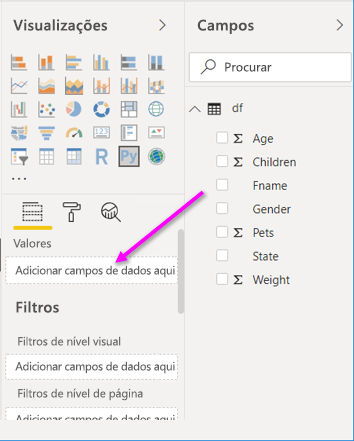 Visualizações
Campos
Procurar
df
Age
Children
Fname
Gender
Pets
State
Weight
123
R
Py
Valores
Adicionar campos de dados aqui
Filtros
Filtros de nível visual
Adicionar campos de dados aqui
Filtros de nível de página
Adicionar campos de dados aqui